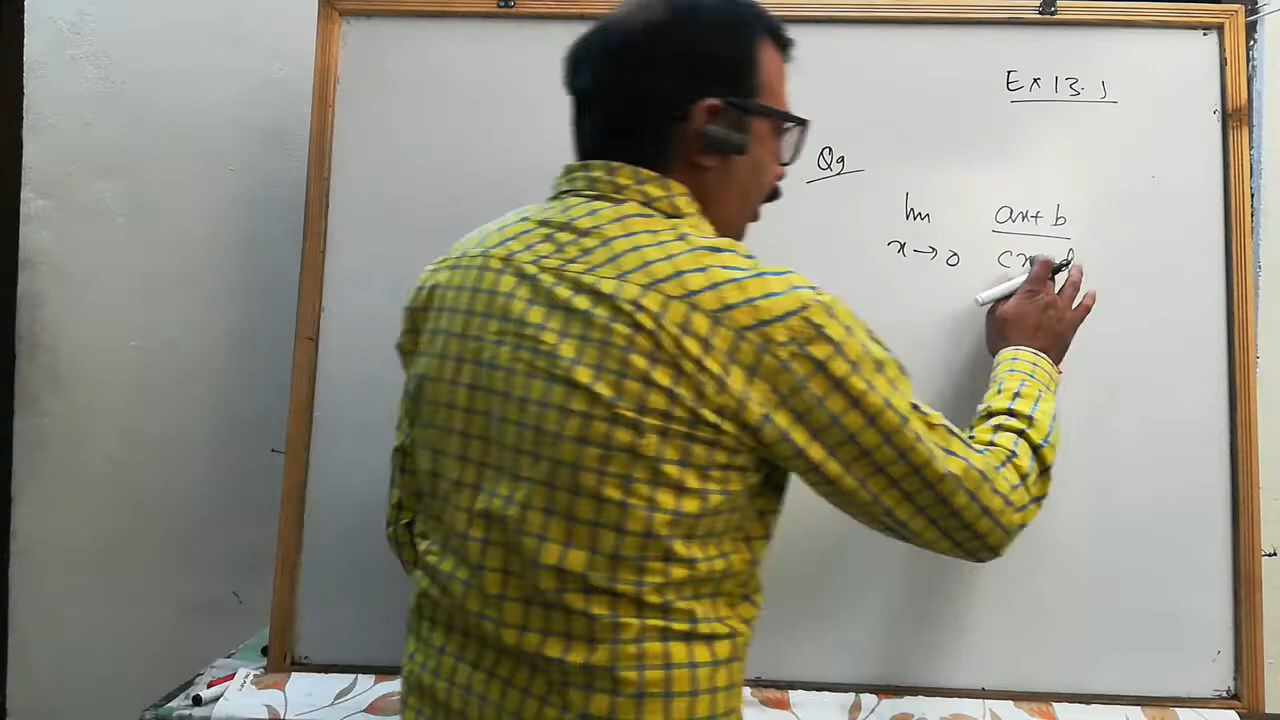 Ex 13.1
Q9
lim ax+b
x→0 cx